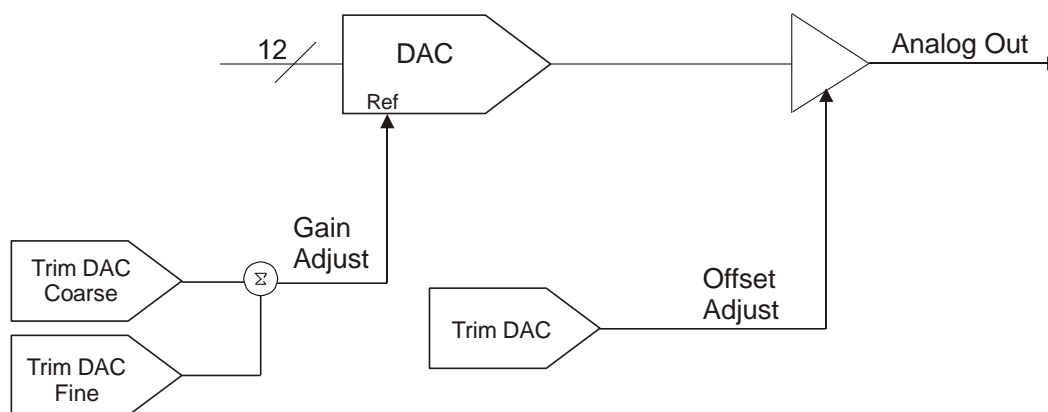 12
DAC
Analog Out
Ref
Gain
Adjust
Trim DAC
Coarse
Σ
Offset
Adjust
Trim DAC
Trim DAC
Fine